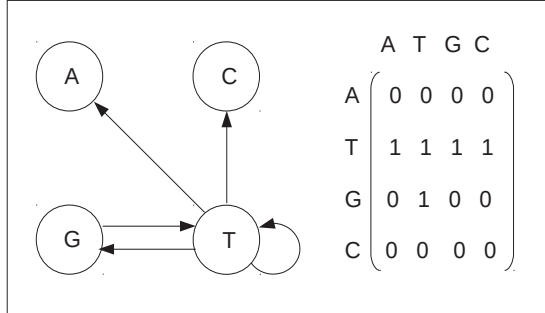 A C
G T
A T G C
A 0 0 0 0
T 1 1 1 1
G 0 1 0 0
C 0 0 0 0